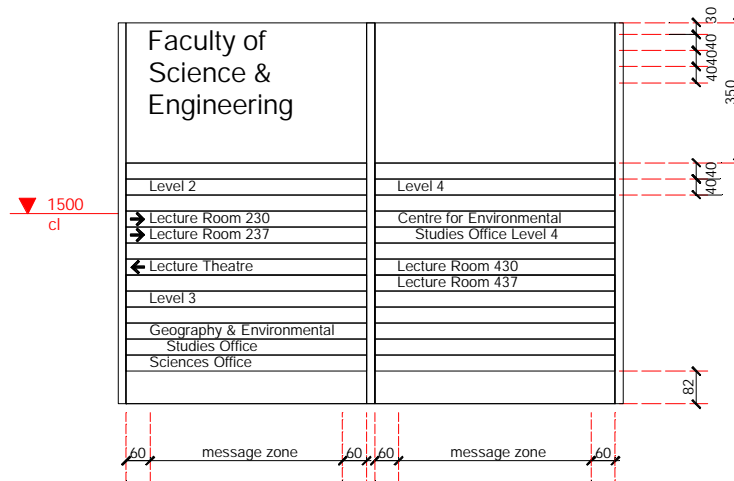 Faculty of
Science &
Engineering
Level 2
Lecture Room 230
Lecture Room 237
Lecture Theatre
Level 3
Geography & Environmental
Studies Office
Sciences Office
Level 4
Centre for Environmental
Studies Office Level 4
Lecture Room 430
Lecture Room 437
1500
cl
30
40
40
40
40
350
40
40
82
60
message zone
60
60
message zone
60